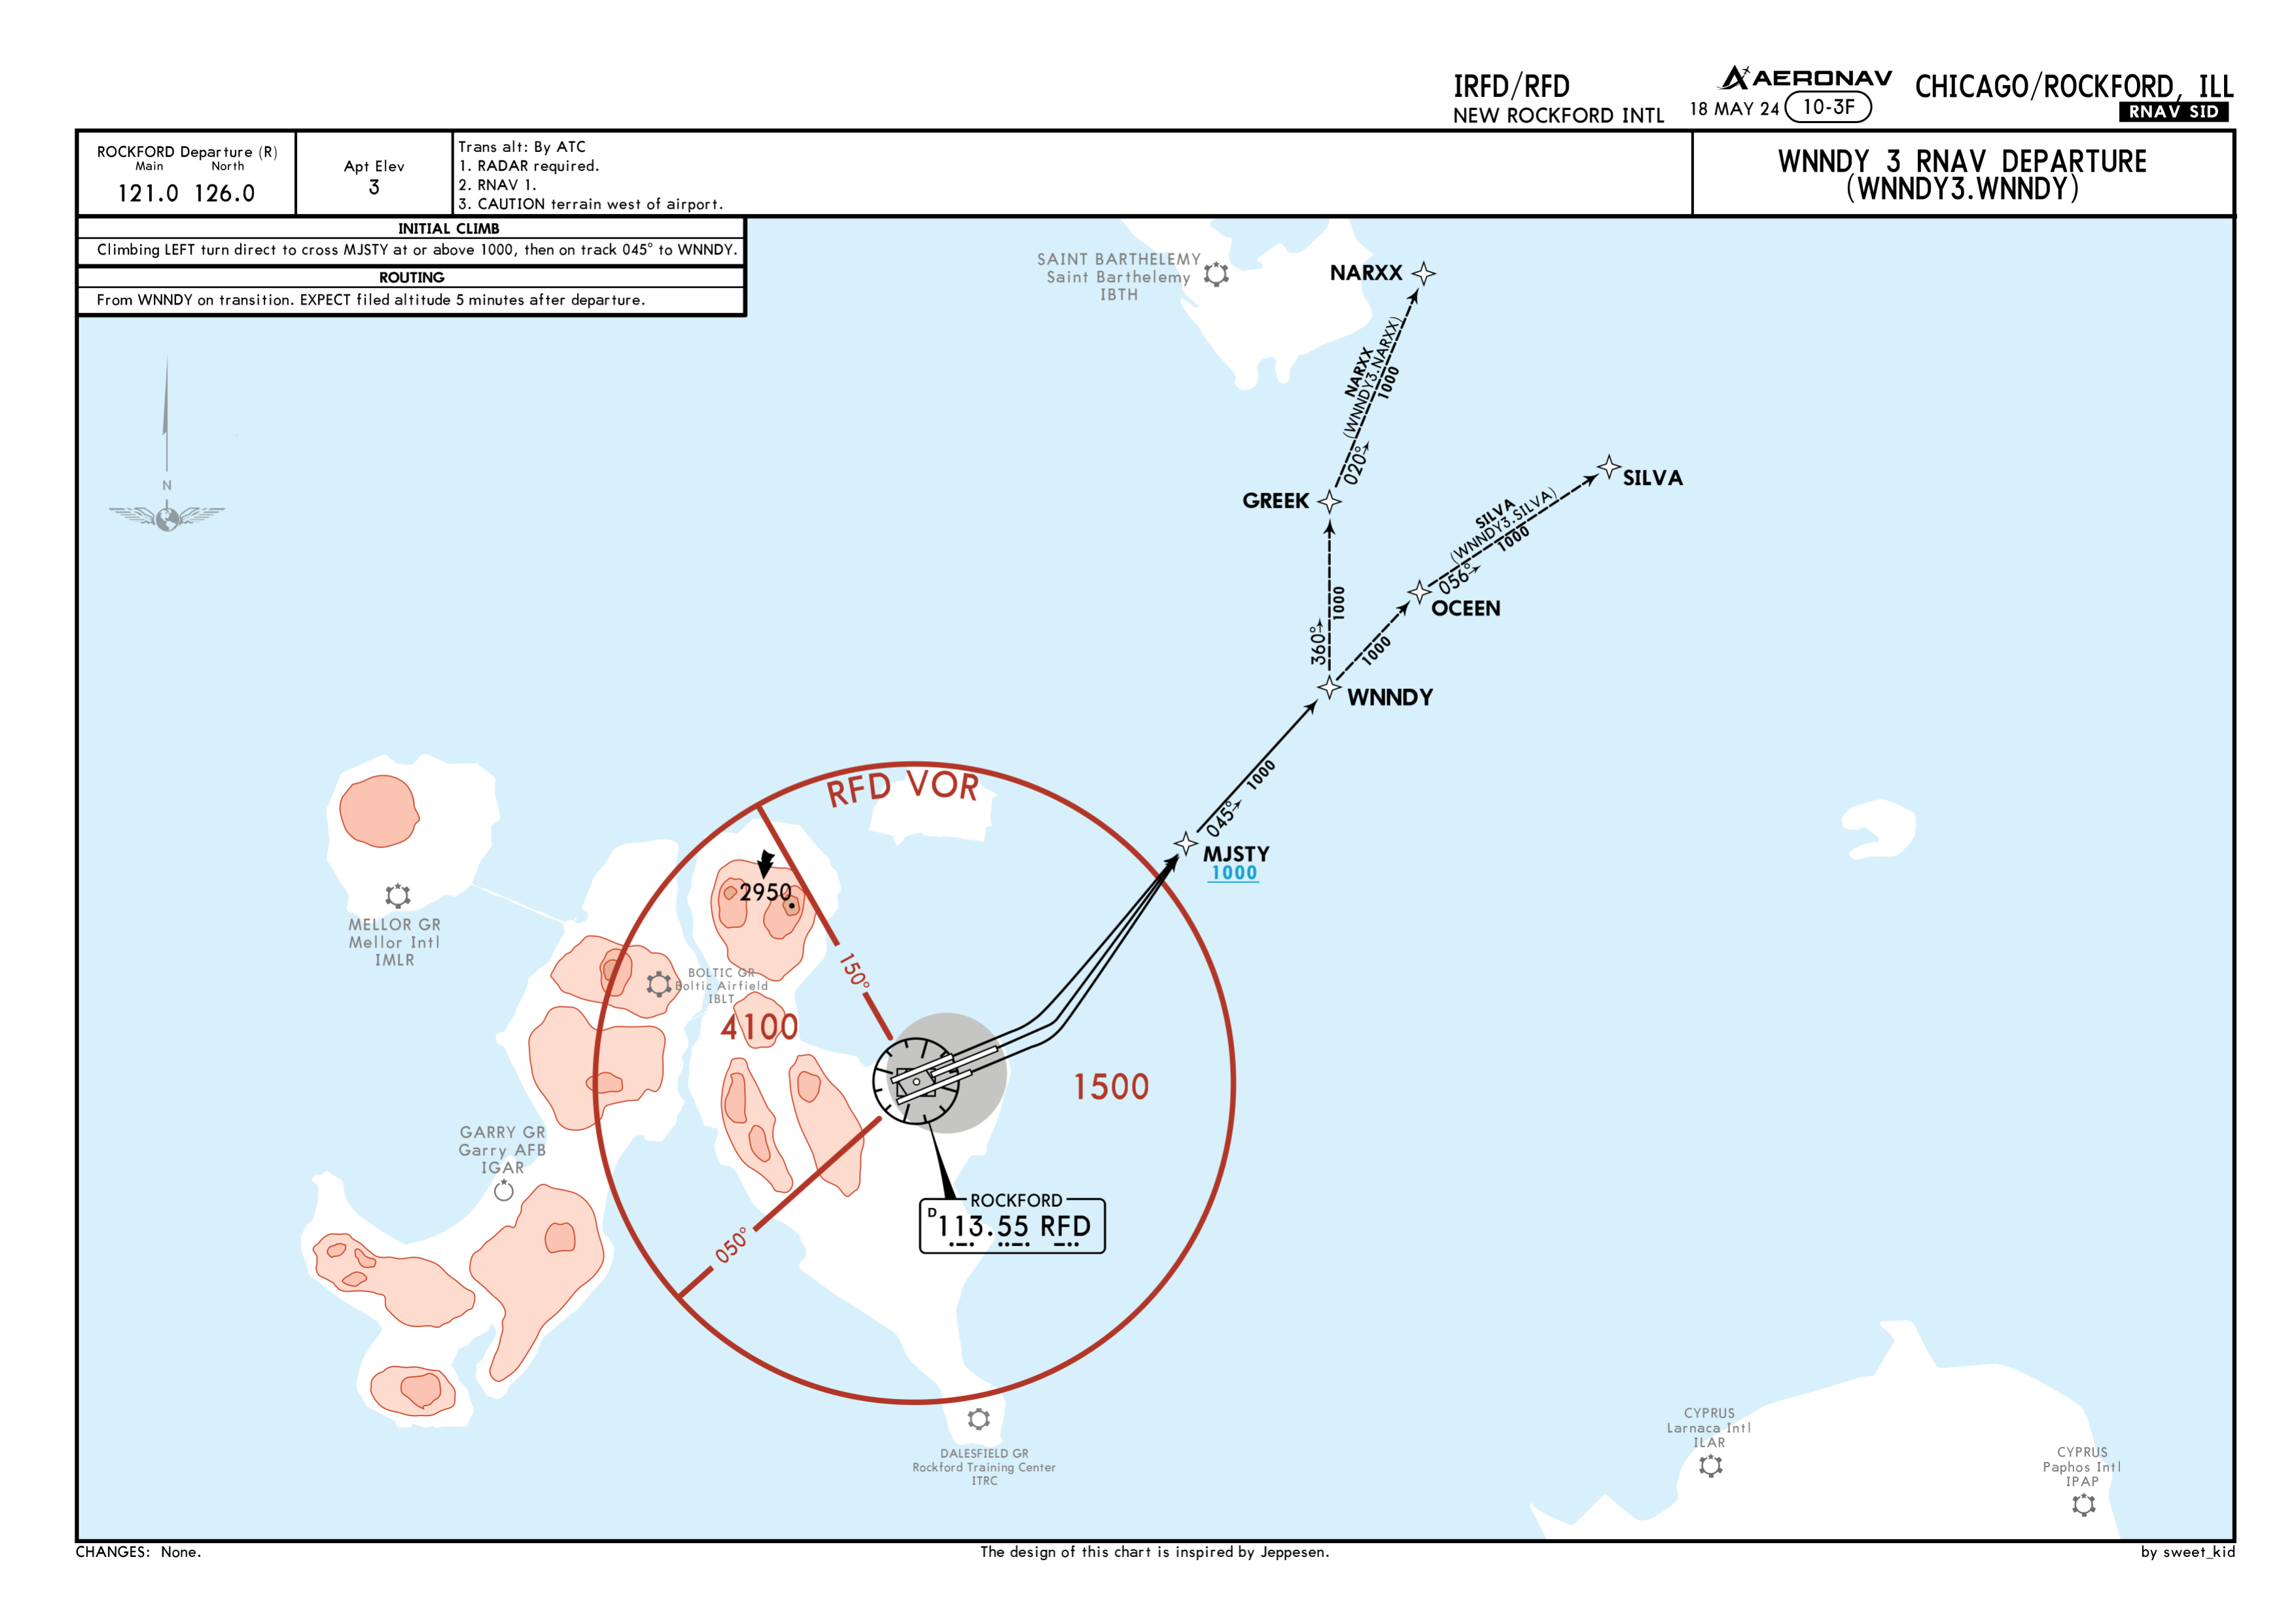 IRFD/RFD
NEW ROCKFORD INTL
AERONAV
18 MAY 24 10-3F
CHICAGO/ROCKFORD, ILL
RNAV SID
ROCKFORD Departure (R)
Main North
121.0 126.0
Apt Elev
3
Trans alt: By ATC
1. RADAR required.
2. RNAV 1.
3. CAUTION terrain west of airport.
WNNDY 3 RNAV DEPARTURE
(WNNDY3.WNNDY)
INITIAL CLIMB
Climbing LEFT turn direct to cross MJSTY at or above 1000, then on track 045° to WNNDY.
ROUTING
From WNNDY on transition. EXPECT filed altitude 5 minutes after departure.
N
SAINT BARTHELEMY
Saint Barthelemy
IBTH
NARXX
NARXX
(WNNDY3.NARXX)
1000
020°
GREEK
SILVA
SILVA
(WNNDY3.SILVA)
1000
056°
OCEEN
1000
360°
1000
WNNDY
1000
045°
MJSTY
1000
RFD VOR
2950
150°
MELLOR GR
Mellor Intl
IMLR
BOLTIC GR
Boltic Airfield
IBLT
4100
1500
GARRY GR
Garry AFB
IGAR
050°
ROCKFORD
D 113.55 RFD
DALESFIELD GR
Rockford Training Center
ITRC
CYPRUS
Larnaca Intl
ILAR
CYPRUS
Paphos Intl
IPAP
CHANGES: None.
The design of this chart is inspired by Jeppesen.
by sweet_kid